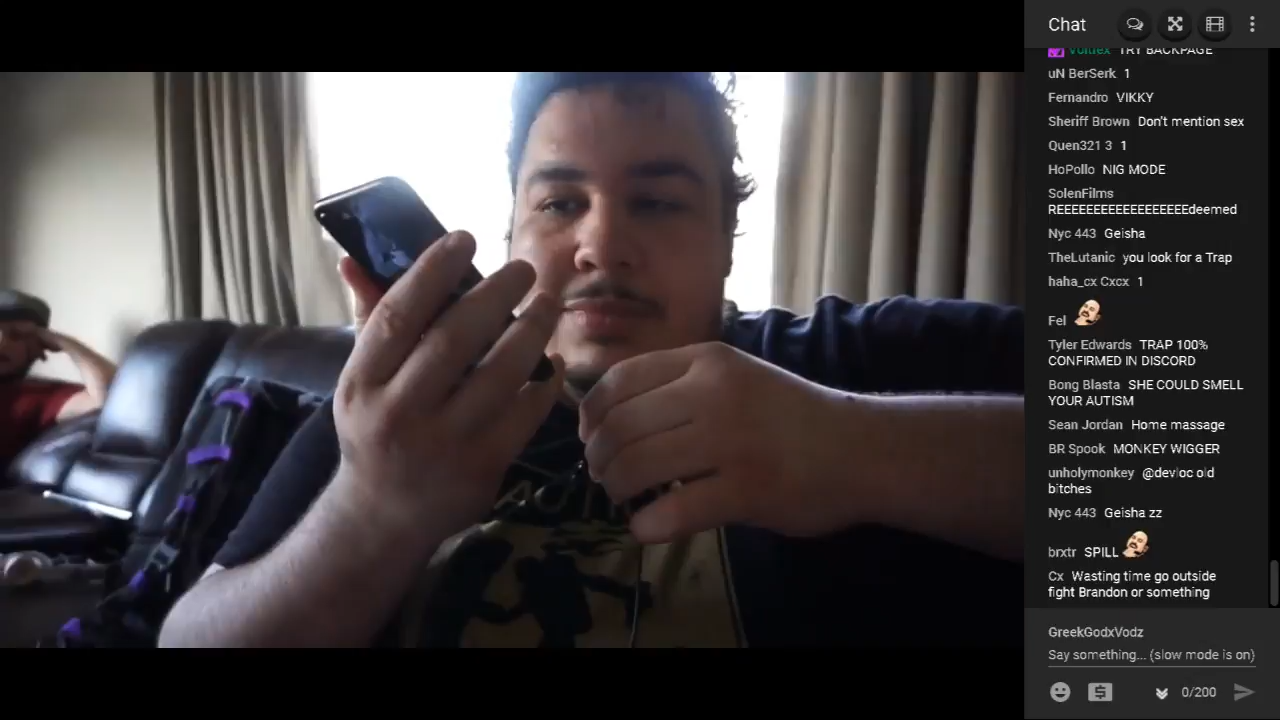 Chat
Voldex TRY BACKPAGE
uN BerSerk 1
Fernandro VIKKY
Sheriff Brown Don't mention sex
Quen321 3 1
HoPollo NIG MODE
SolenFilms
REEEEEEEEEEEEEEEEEEdeemed
Nyc 443 Geisha
TheLutanic you look for a Trap
haha_cx Cxcx 1
Fel
Tyler Edwards TRAP 100%
CONFIRMED IN DISCORD
Bong Blasta SHE COULD SMELL
YOUR AUTISM
Sean Jordan Home massage
BR Spook MONKEY WIGGER
unholymonkey @devloc old
bitches
Nyc 443 Geisha zz
brxtr SPILL
Cx Wasting time go outside
fight Brandon or something
GreekGodxVodz
Say something... (slow mode is on)
0/200